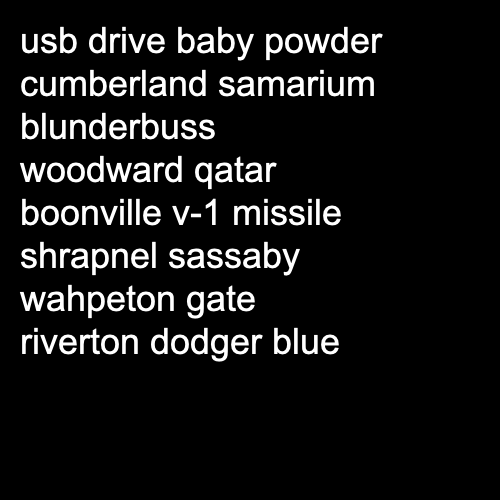 usb drive baby powder
cumberland samarium
blunderbuss
woodward qatar
boonville v-1 missile
shrapnel sassaby
wahpeton gate
riverton dodger blue